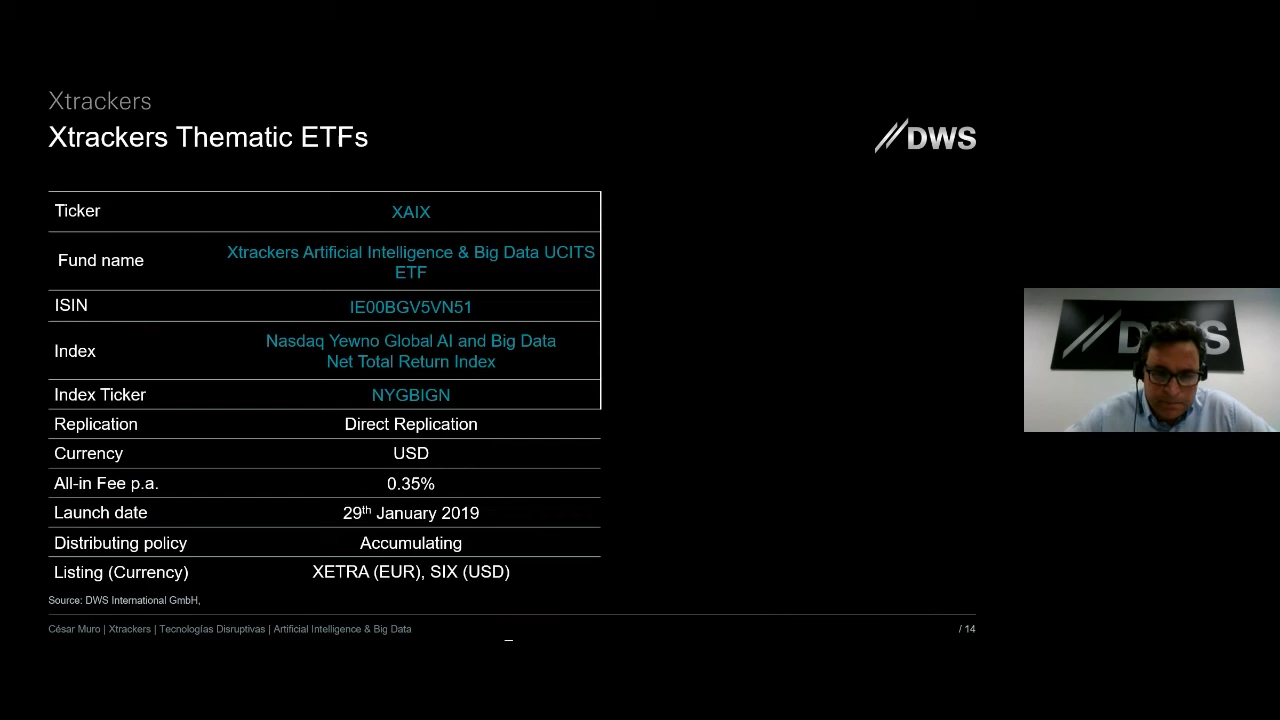 Xtrackers
Xtrackers Thematic ETFs
DWS
Ticker XAIX
Fund name Xtrackers Artificial Intelligence & Big Data UCITS
ETF
ISIN IE00BGV5VN51
Index Nasdaq Yewno Global AI and Big Data
Net Total Return Index
Index Ticker NYGBIGN
Replication Direct Replication
Currency USD
All-in Fee p.a. 0.35%
Launch date 29th January 2019
Distributing policy Accumulating
Listing (Currency) XETRA (EUR), SIX (USD)
Source: DWS International GmbH,
César Muro | Xtrackers | Tecnologías Disruptivas | Artificial Intelligence & Big Data
/ 14
DWS